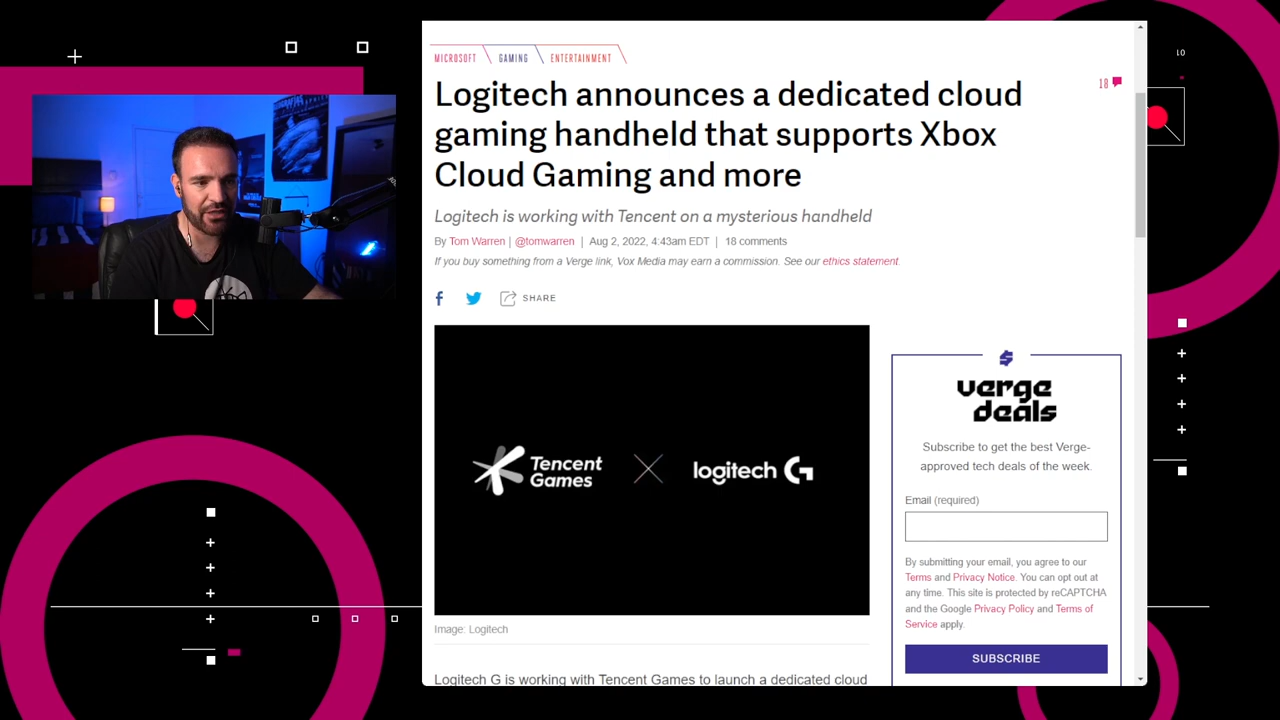 MICROSOFT GAMING ENTERTAINMENT
Logitech announces a dedicated cloud
gaming handheld that supports Xbox
Cloud Gaming and more
18
Logitech is working with Tencent on a mysterious handheld
By Tom Warren | @tomwarren | Aug 2, 2022, 4:43am EDT | 18 comments
If you buy something from a Verge link, Vox Media may earn a commission. See our ethics statement.
SHARE
Tencent
Games
logitech G
Image: Logitech
Logitech G is working with Tencent Games to launch a dedicated cloud
verge
deals
Subscribe to get the best Verge-
approved tech deals of the week.
Email (required)
By submitting your email, you agree to our
Terms and Privacy Notice. You can opt out at
any time. This site is protected by reCAPTCHA
and the Google Privacy Policy and Terms of
Service apply.
SUBSCRIBE
10